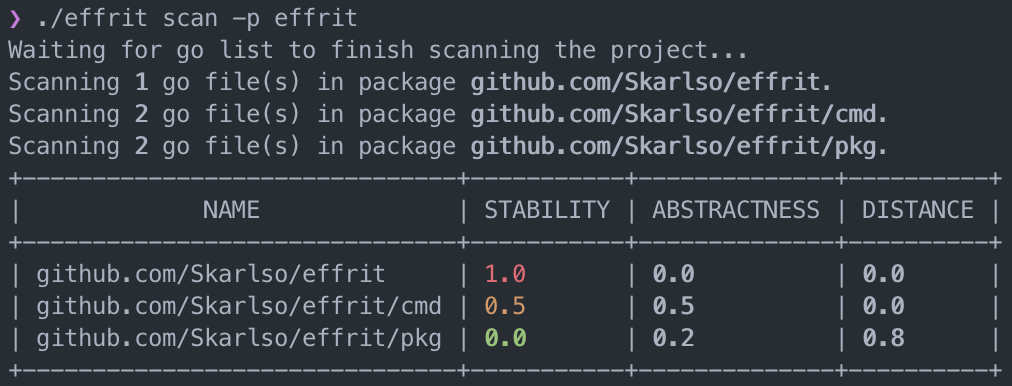 ❯ ./effrit scan -p effrit
Waiting for go list to finish scanning the project...
Scanning 1 go file(s) in package github.com/Skarlso/effrit.
Scanning 2 go file(s) in package github.com/Skarlso/effrit/cmd.
Scanning 2 go file(s) in package github.com/Skarlso/effrit/pkg.
+-------------------------------+-----------+--------------+----------+
|             NAME              | STABILITY | ABSTRACTNESS | DISTANCE |
+-------------------------------+-----------+--------------+----------+
| github.com/Skarlso/effrit     | 1.0       | 0.0          | 0.0      |
| github.com/Skarlso/effrit/cmd | 0.5       | 0.5          | 0.0      |
| github.com/Skarlso/effrit/pkg | 0.0       | 0.2          | 0.8      |
+-------------------------------+-----------+--------------+----------+